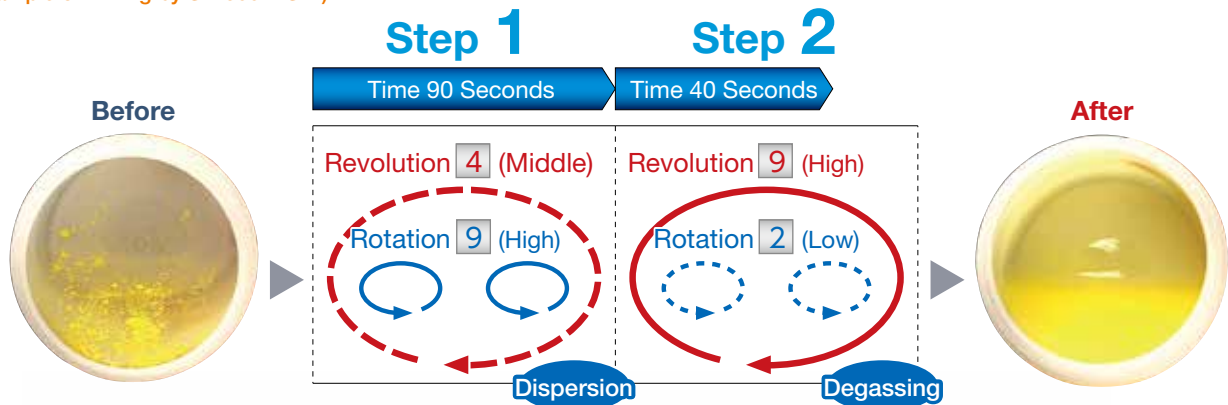 Step 1
Step 2
Time 90 Seconds
Time 40 Seconds
Before
After
Revolution 4 (Middle)
Revolution 9 (High)
Rotation 9 (High)
Rotation 2 (Low)
Dispersion
Degassing